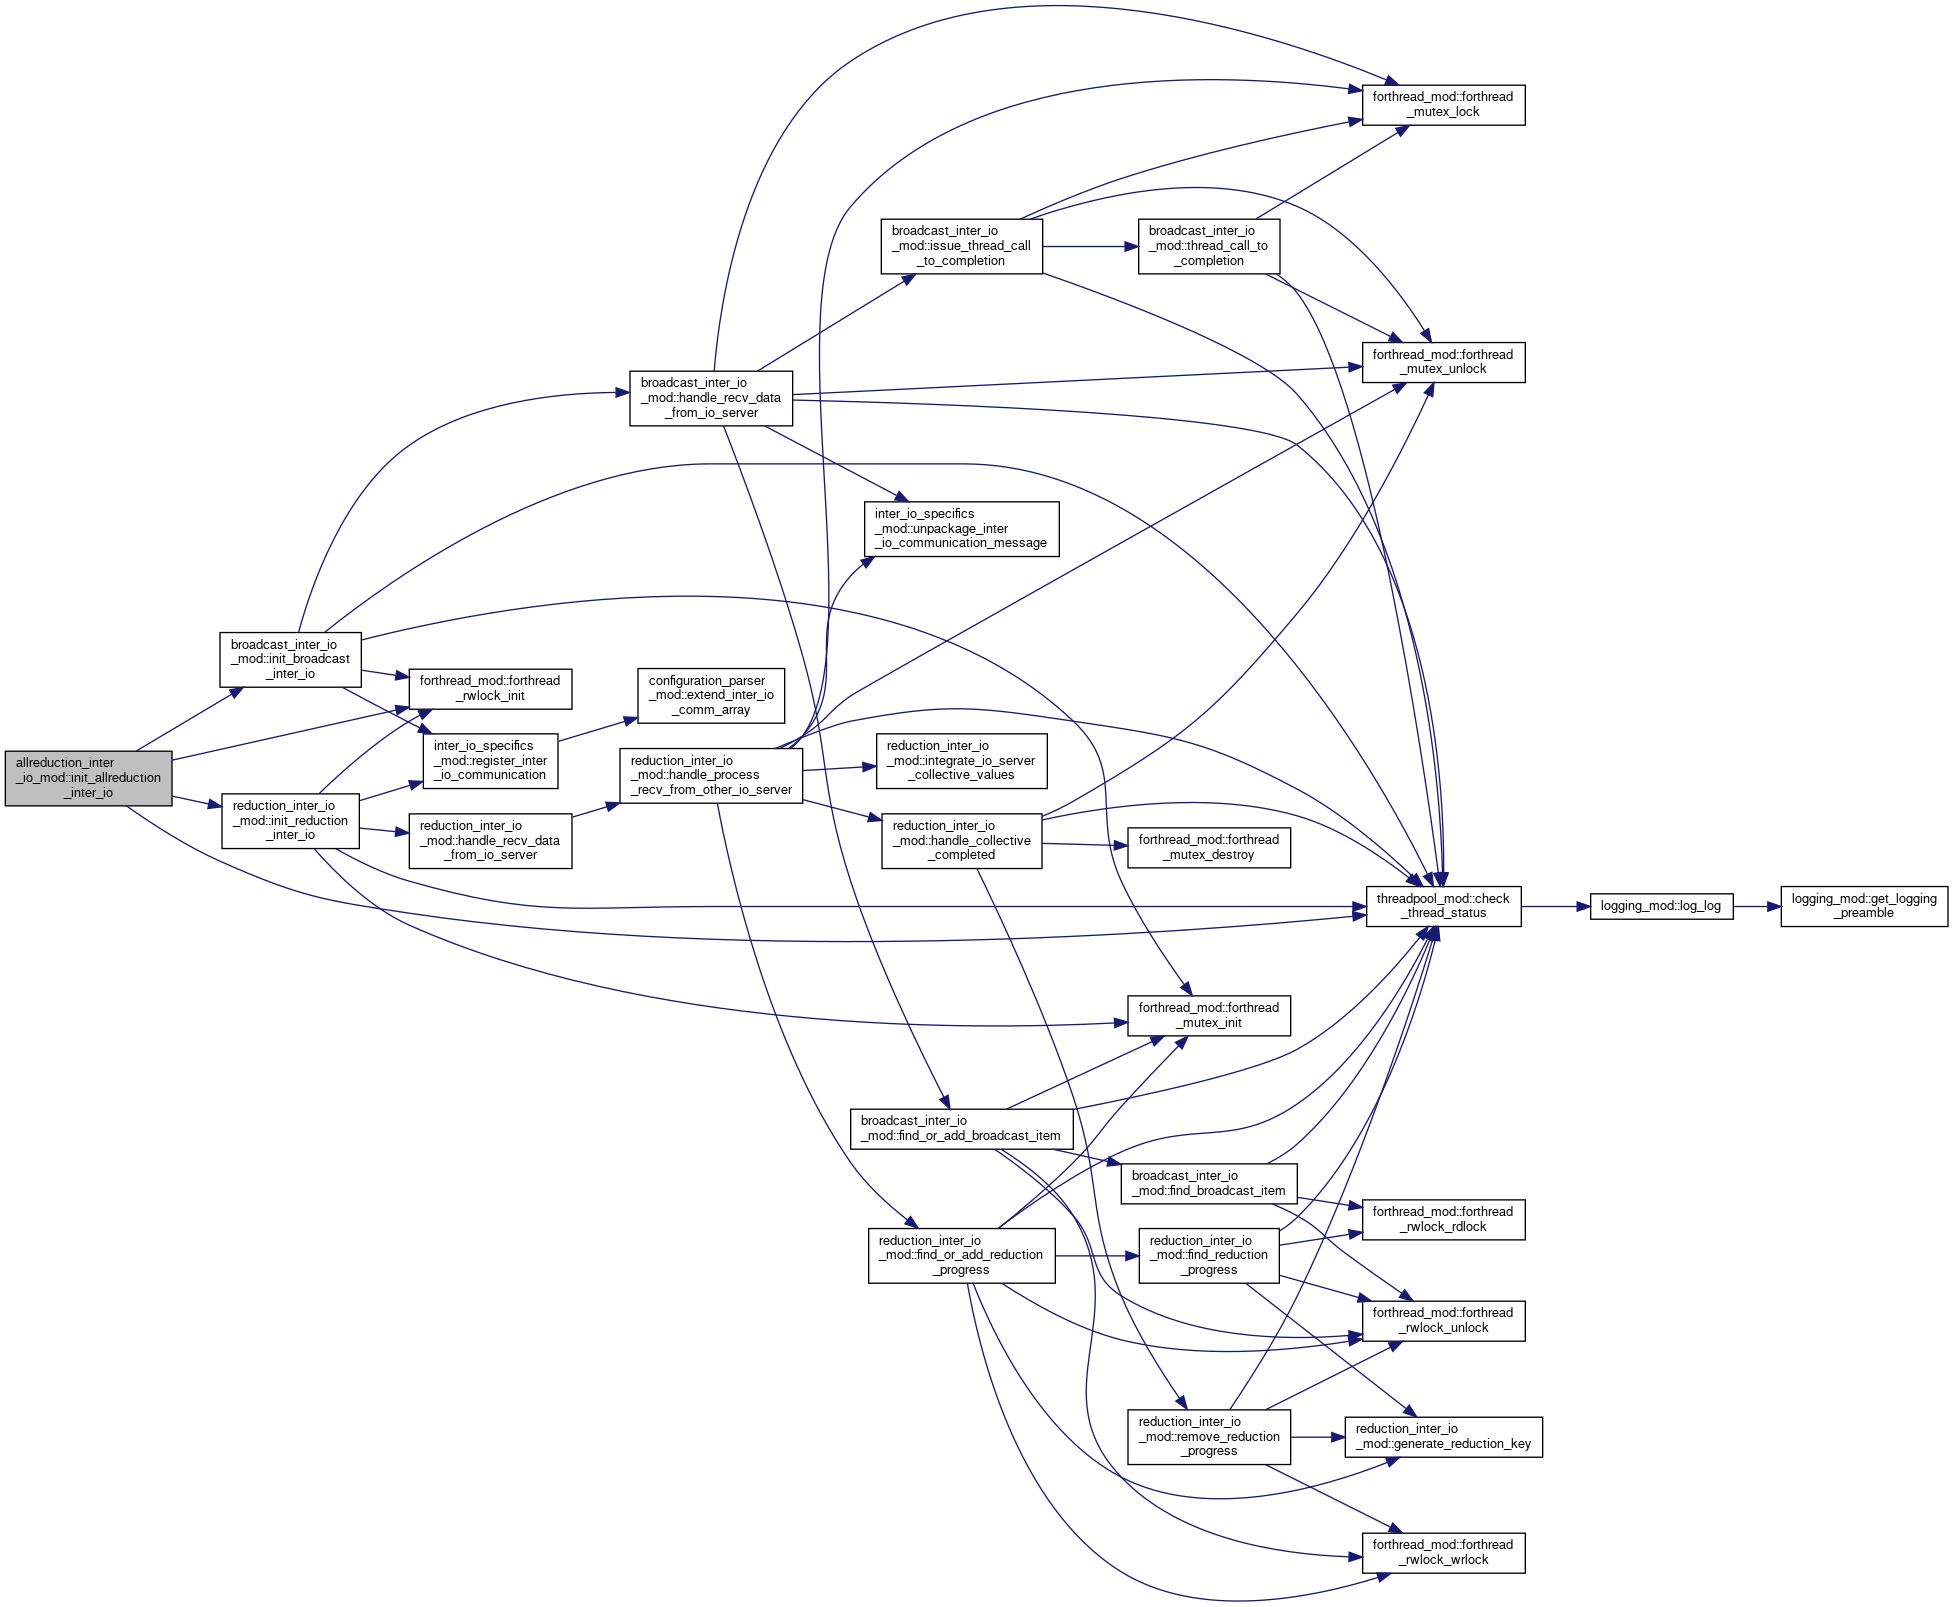 allreduction_inter
_io_mod::init_allreduction
_inter_io
broadcast_inter_io
_mod::init_broadcast
_inter_io
reduction_inter_io
_mod::init_reduction
_inter_io
forthread_mod::forthread
_rwlock_init
inter_io_specifics
_mod::register_inter
_io_communication
reduction_inter_io
_mod::handle_recv_data
_from_io_server
broadcast_inter_io
_mod::handle_recv_data
_from_io_server
configuration_parser
_mod::extend_inter_io
_comm_array
reduction_inter_io
_mod::handle_process
_recv_from_other_io_server
broadcast_inter_io
_mod::issue_thread_call
_to_completion
inter_io_specifics
_mod::unpackage_inter
_io_communication_message
reduction_inter_io
_mod::integrate_io_server
_collective_values
reduction_inter_io
_mod::handle_collective
_completed
broadcast_inter_io
_mod::find_or_add_broadcast_item
reduction_inter_io
_mod::find_or_add_reduction
_progress
broadcast_inter_io
_mod::thread_call_to
_completion
forthread_mod::forthread
_mutex_destroy
forthread_mod::forthread
_mutex_init
broadcast_inter_io
_mod::find_broadcast_item
reduction_inter_io
_mod::find_reduction
_progress
reduction_inter_io
_mod::remove_reduction
_progress
forthread_mod::forthread
_mutex_lock
forthread_mod::forthread
_mutex_unlock
threadpool_mod::check
_thread_status
forthread_mod::forthread
_rwlock_rdlock
forthread_mod::forthread
_rwlock_unlock
reduction_inter_io
_mod::generate_reduction_key
forthread_mod::forthread
_rwlock_wrlock
logging_mod::log_log
logging_mod::get_logging
_preamble